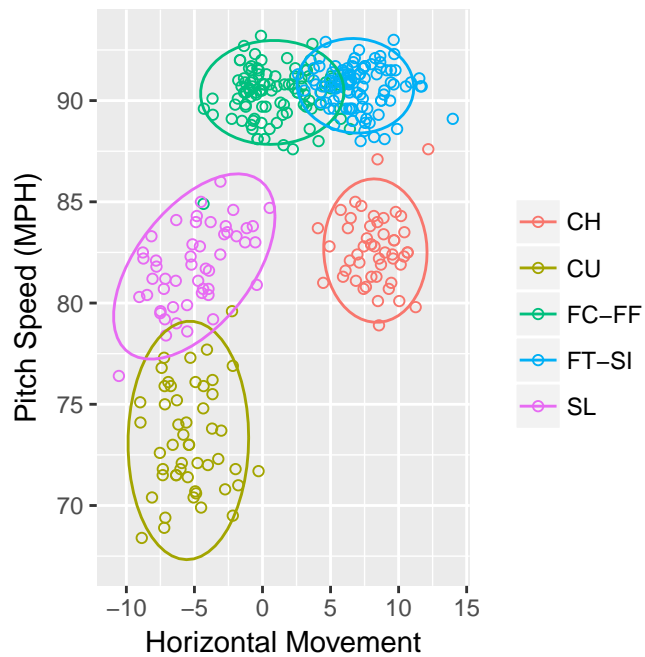 Pitch Speed (MPH)
90
85
80
75
70
−10 −5 0 5 10 15
Horizontal Movement
CH
CU
FC−FF
FT−SI
SL